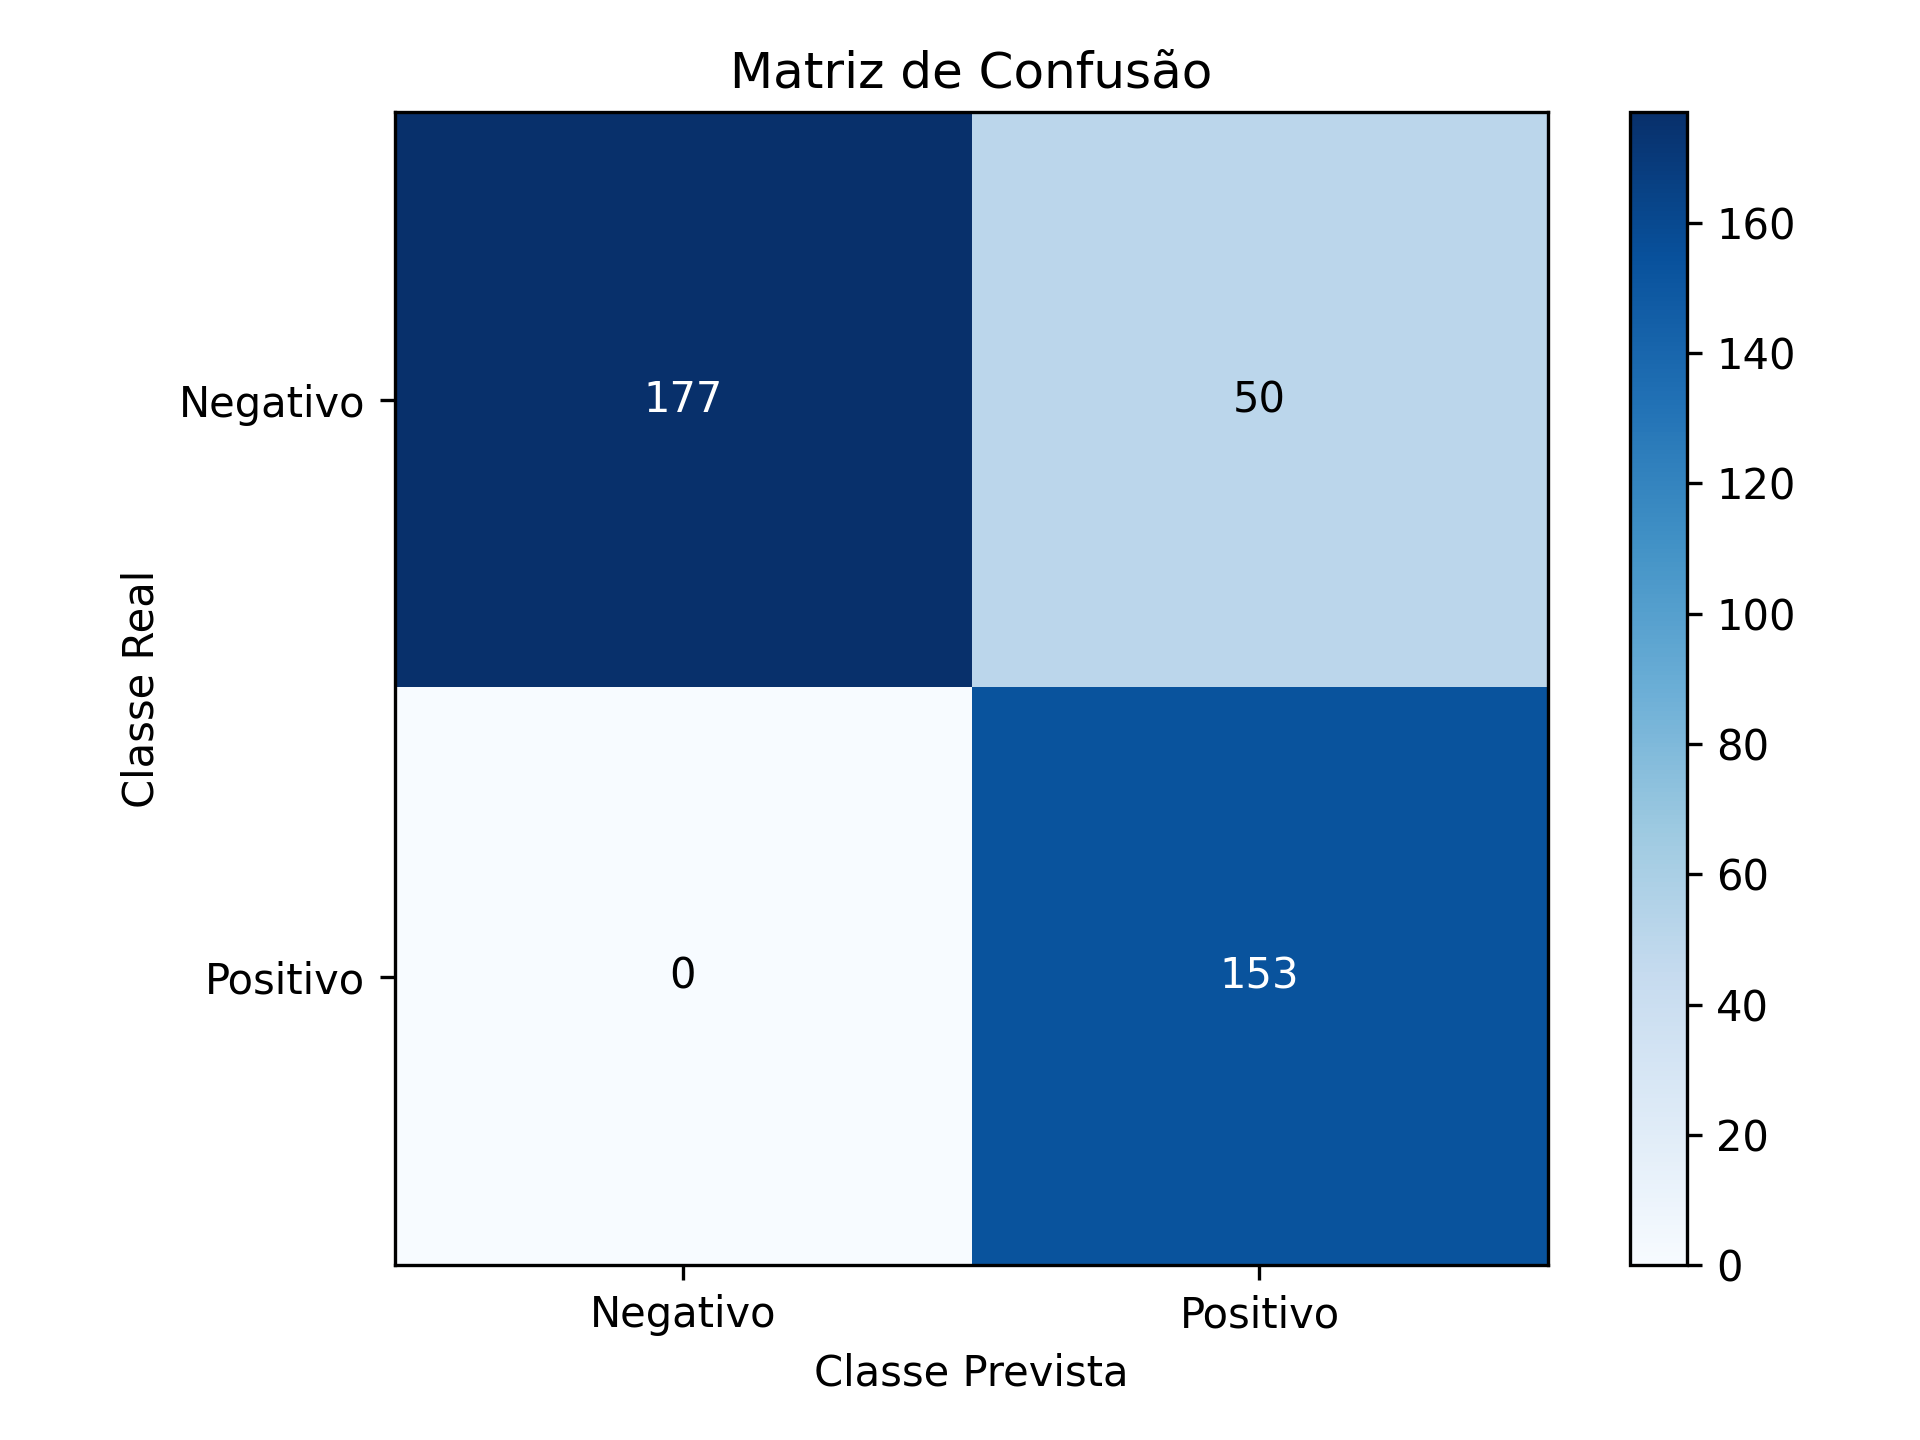 Matriz de Confusão
Classe Real
Negativo
Positivo
177
50
0
153
Negativo
Positivo
Classe Prevista
160
140
120
100
80
60
40
20
0